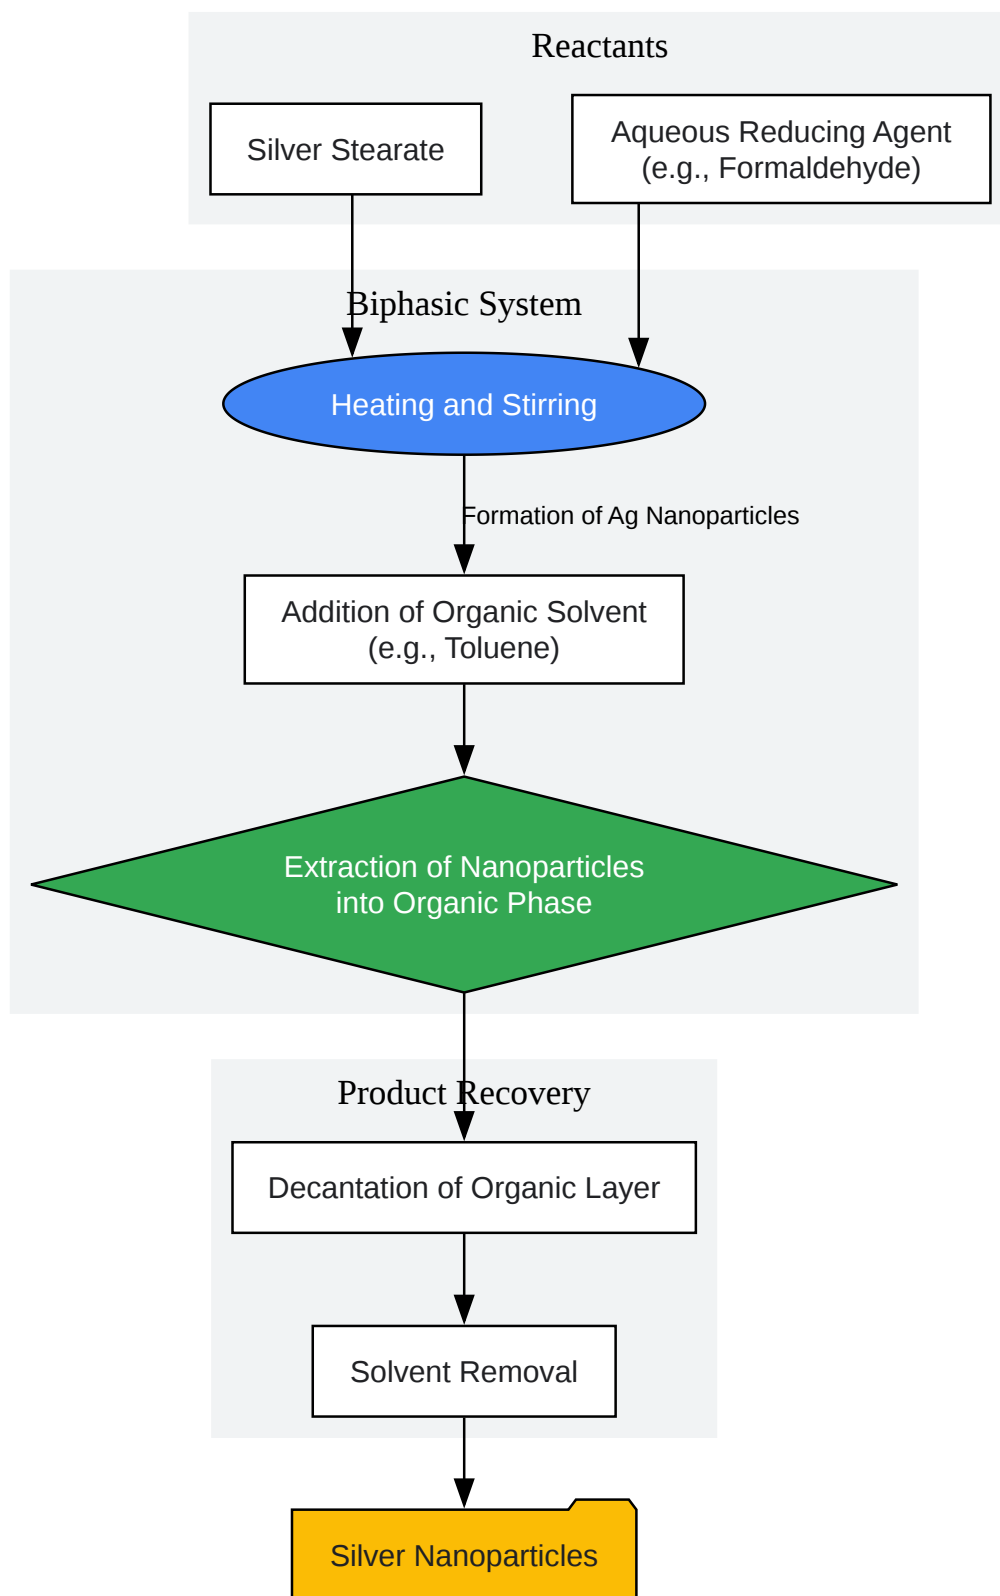 Reactants
Silver Stearate
Aqueous Reducing Agent
(e.g., Formaldehyde)
Biphasic System
Heating and Stirring
Formation of Ag Nanoparticles
Addition of Organic Solvent
(e.g., Toluene)
Extraction of Nanoparticles
into Organic Phase
Product Recovery
Decantation of Organic Layer
Solvent Removal
Silver Nanoparticles